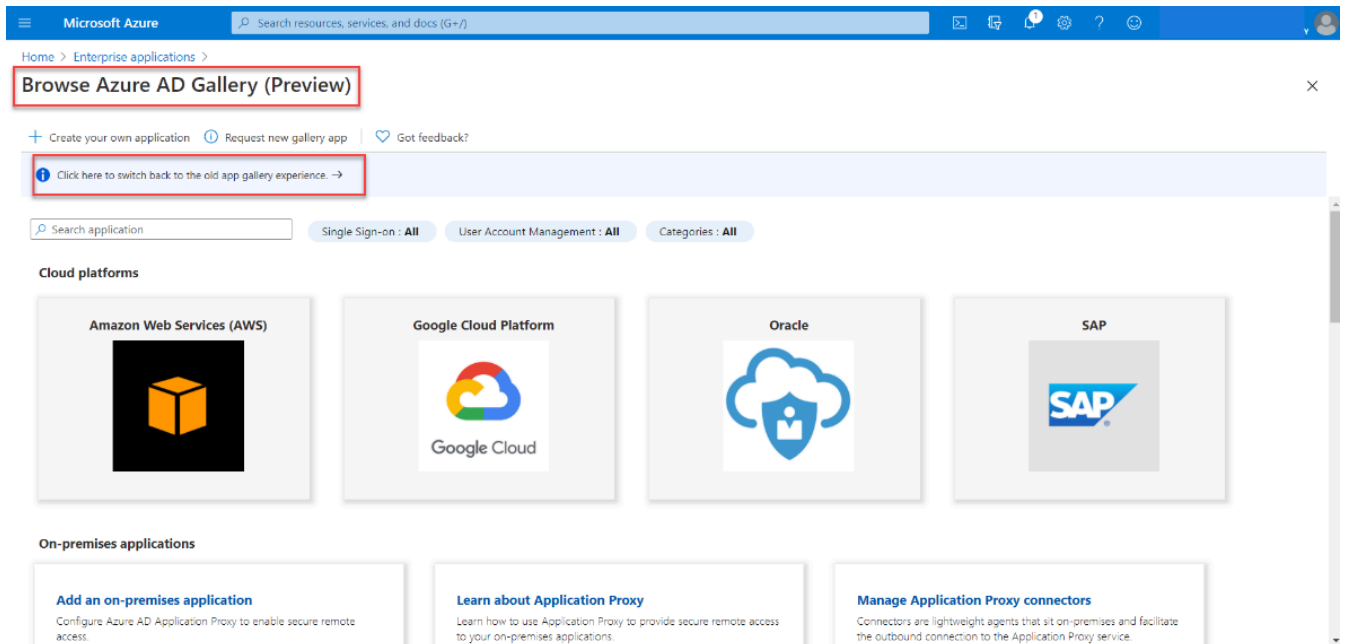 Microsoft Azure
Search resources, services, and docs (G+/)
1
Home > Enterprise applications >
Browse Azure AD Gallery (Preview)
Create your own application
Request new gallery app
Got feedback?
Click here to switch back to the old app gallery experience. →
Search application
Single Sign-on : All
User Account Management : All
Categories : All
Cloud platforms
Amazon Web Services (AWS)
Google Cloud Platform
Oracle
SAP
Google Cloud
SAP
On-premises applications
Add an on-premises application
Configure Azure AD Application Proxy to enable secure remote
access.
Learn about Application Proxy
Learn how to use Application Proxy to provide secure remote access
to your on-premises applications.
Manage Application Proxy connectors
Connectors are lightweight agents that sit on-premises and facilitate
the outbound connection to the Application Proxy service.